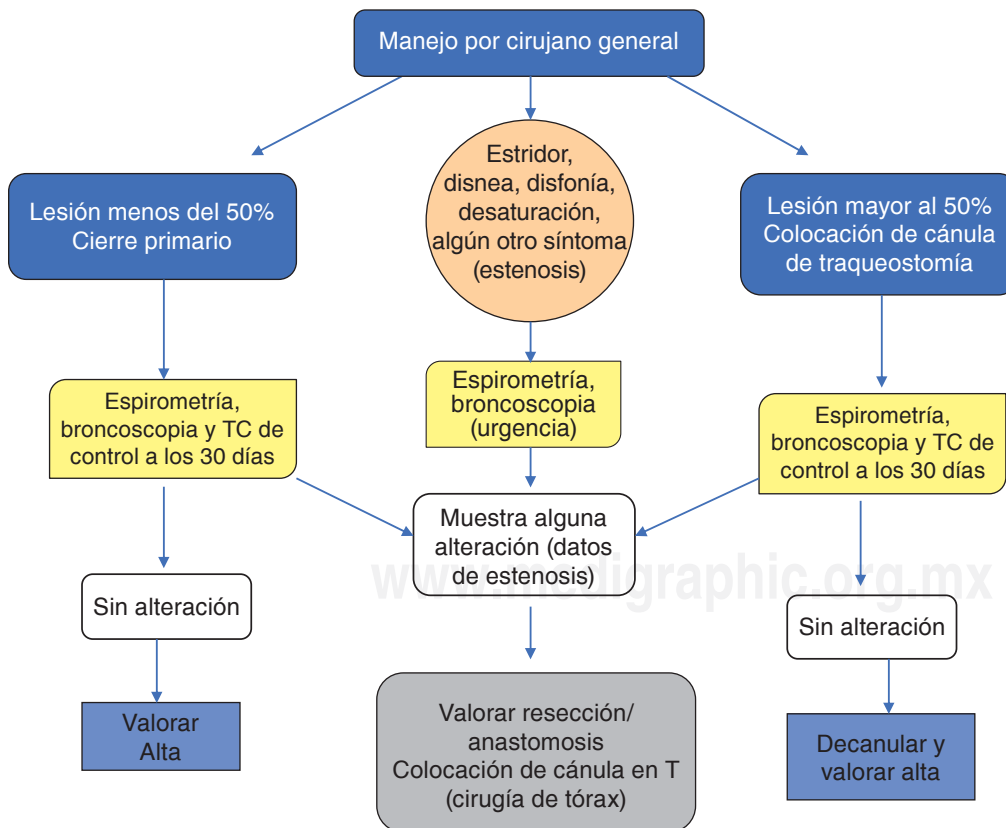 Manejo por cirujano general
Lesión menos del 50%
Cierre primario
Estridor,
disnea, disfonía,
desaturación,
algún otro síntoma
(estenosis)
Lesión mayor al 50%
Colocación de cánula
de traqueostomía
Espirometría,
broncoscopia y TC de
control a los 30 días
Espirometría,
broncoscopia
(urgencia)
Espirometría,
broncoscopia y TC de
control a los 30 días
Muestra alguna
alteración (datos
de estenosis)
www.medigraphic.org.mx
Sin alteración
Sin alteración
Valorar
Alta
Valorar resección/
anastomosis
Colocación de cánula en T
(cirugía de tórax)
Decanular y
valorar alta